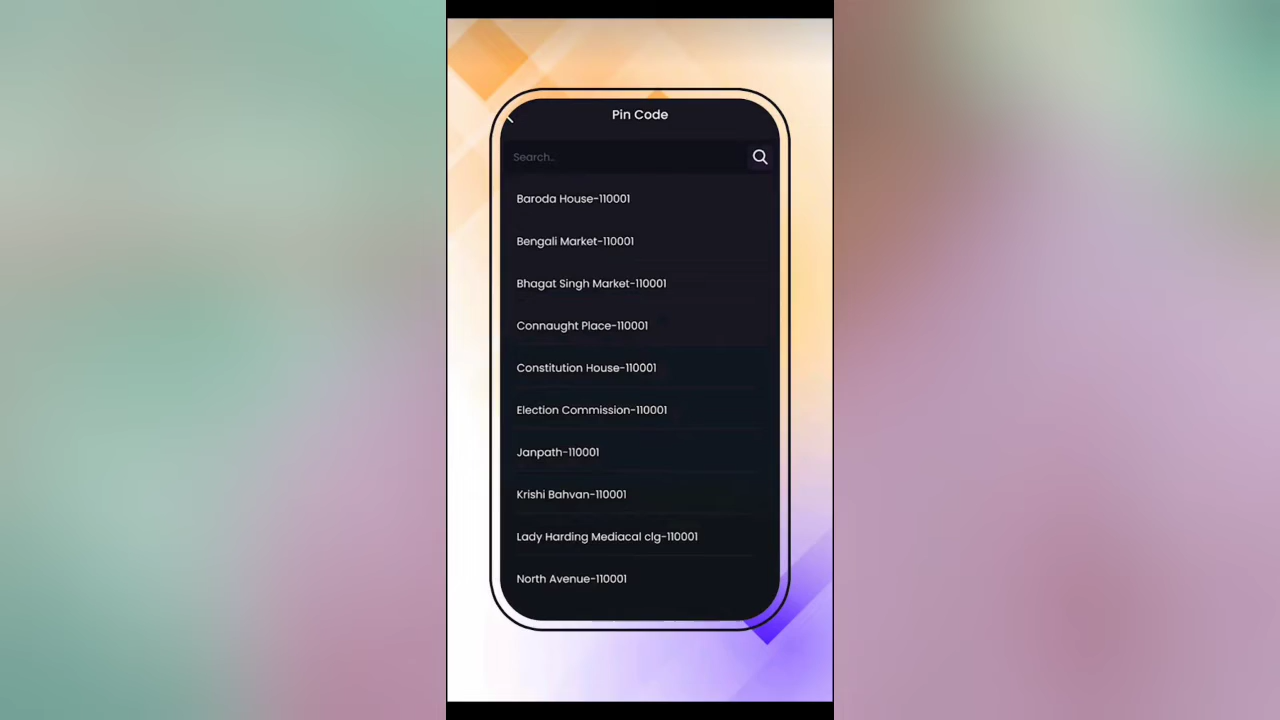 Pin Code
Search..
Baroda House-110001
Bengali Market-110001
Bhagat Singh Market-110001
Connaught Place-110001
Constitution House-110001
Election Commission-110001
Janpath-110001
Krishi Bahvan-110001
Lady Harding Mediacal clg-110001
North Avenue-110001